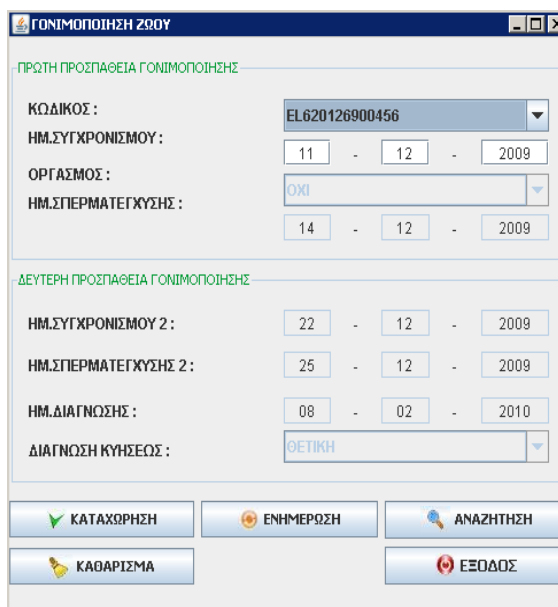 ΓΟΝΙΜΟΠΟΙΗΣΗ ΖΩΟΥ
ΠΡΩΤΗ ΠΡΟΣΠΑΘΕΙΑ ΓΟΝΙΜΟΠΟΙΗΣΗΣ
ΚΩΔΙΚΟΣ : EL620126900456
ΗΜ.ΣΥΓΧΡΟΝΙΣΜΟΥ : 11 - 12 - 2009
ΟΡΓΑΣΜΟΣ : ΟΧΙ
ΗΜ.ΣΠΕΡΜΑΤΕΓΧΥΣΗΣ : 14 - 12 - 2009
ΔΕΥΤΕΡΗ ΠΡΟΣΠΑΘΕΙΑ ΓΟΝΙΜΟΠΟΙΗΣΗΣ
ΗΜ.ΣΥΓΧΡΟΝΙΣΜΟΥ 2 : 22 - 12 - 2009
ΗΜ.ΣΠΕΡΜΑΤΕΓΧΥΣΗΣ 2 : 25 - 12 - 2009
ΗΜ.ΔΙΑΓΝΩΣΗΣ : 08 - 02 - 2010
ΔΙΑΓΝΩΣΗ ΚΥΗΣΕΩΣ : ΘΕΤΙΚΗ
ΚΑΤΑΧΩΡΗΣΗ ΕΝΗΜΕΡΩΣΗ ΑΝΑΖΗΤΗΣΗ
ΚΑΘΑΡΙΣΜΑ ΕΞΟΔΟΣ